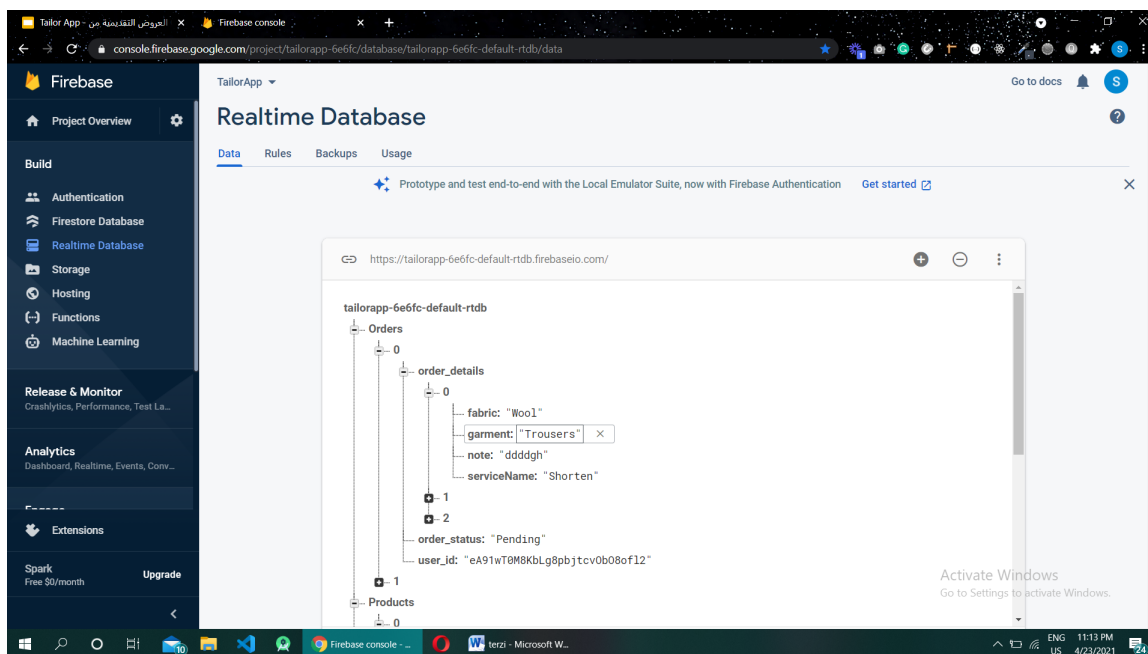 Tailor App - العروض التقديمية من
Firebase console
console.firebase.google.com/project/tailorapp-6e6fc/database/tailorapp-6e6fc-default-rtdb/data
Firebase
TailorApp
Go to docs
S
Project Overview
Realtime Database
Data Rules Backups Usage
Build
Prototype and test end-to-end with the Local Emulator Suite, now with Firebase Authentication Get started
Authentication
Firestore Database
Realtime Database
Storage
Hosting
Functions
Machine Learning
https://tailorapp-6e6fc-default-rtdb.firebaseio.com/
tailorapp-6e6fc-default-rtdb
Orders
0
order_details
0
fabric: "Wool"
garment: "Trousers"
note: "ddddgh"
serviceName: "Shorten"
1
2
order_status: "Pending"
user_id: "eA91wT0M8KbLg8pbjtcvObO8ofl2"
1
Products
0
Release & Monitor
Crashlytics, Performance, Test La...
Analytics
Dashboard, Realtime, Events, Conv...
Extensions
Spark
Free $0/month
Upgrade
Activate Windows
Go to Settings to activate Windows.
10
Firebase console - ...
terzi - Microsoft W...
ENG
US
11:13 PM
4/23/2021